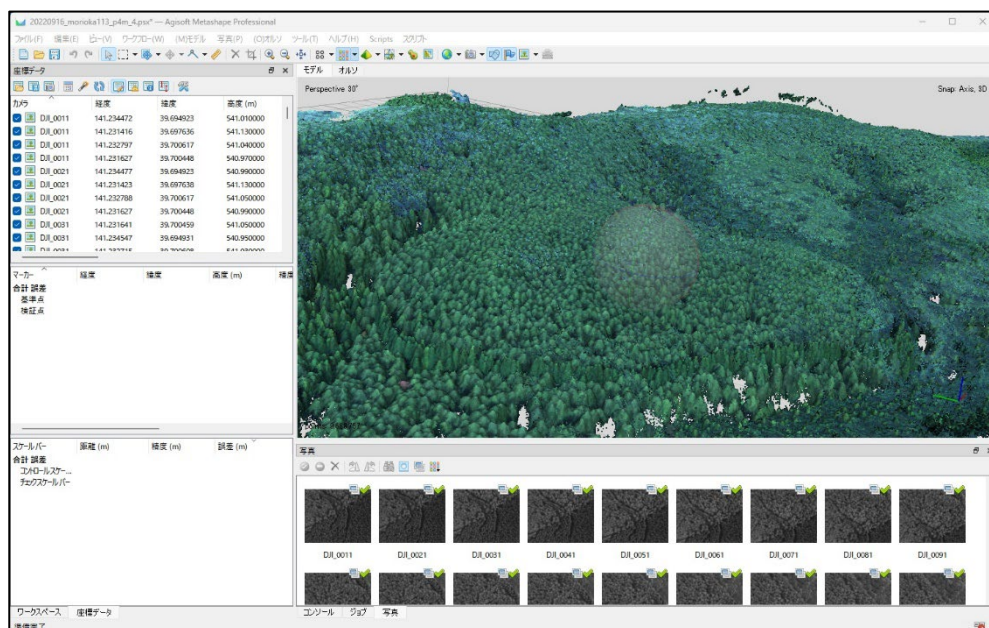 20220916_morioka113_p4m_4.psx* — Agisoft Metashape Professional
ファイル(F) 編集(E) ビュー(V) ワークフロー(W) (M)モデル 写真(P) (O)オルソ ツール(T) ヘルプ(H) Scripts スクリプト
座標データ
カメラ 経度 緯度 高度 (m)
DJI_0011 141.234472 39.694923 541.010000
DJI_0011 141.231416 39.697636 541.130000
DJI_0011 141.232797 39.700617 541.040000
DJI_0011 141.231627 39.700448 540.970000
DJI_0021 141.234477 39.694923 540.990000
DJI_0021 141.231423 39.697638 541.130000
DJI_0021 141.232788 39.700617 541.050000
DJI_0021 141.231627 39.700448 540.990000
DJI_0031 141.231641 39.700459 541.050000
DJI_0031 141.234547 39.694931 540.950000
マーカー 経度 緯度 高度 (m) 精度
合計 誤差
基準点
検証点
スケールバー 距離 (m) 精度 (m) 誤差 (m)
合計 誤差
コントロールスケー...
チェックスケールバー
ワークスペース 座標データ
準備完了
モデル オルソ
Perspective 30°
Snap: Axis, 3D
写真
DJI_0011 DJI_0021 DJI_0031 DJI_0041 DJI_0051 DJI_0061 DJI_0071 DJI_0081 DJI_0091
コンソール ジョブ 写真